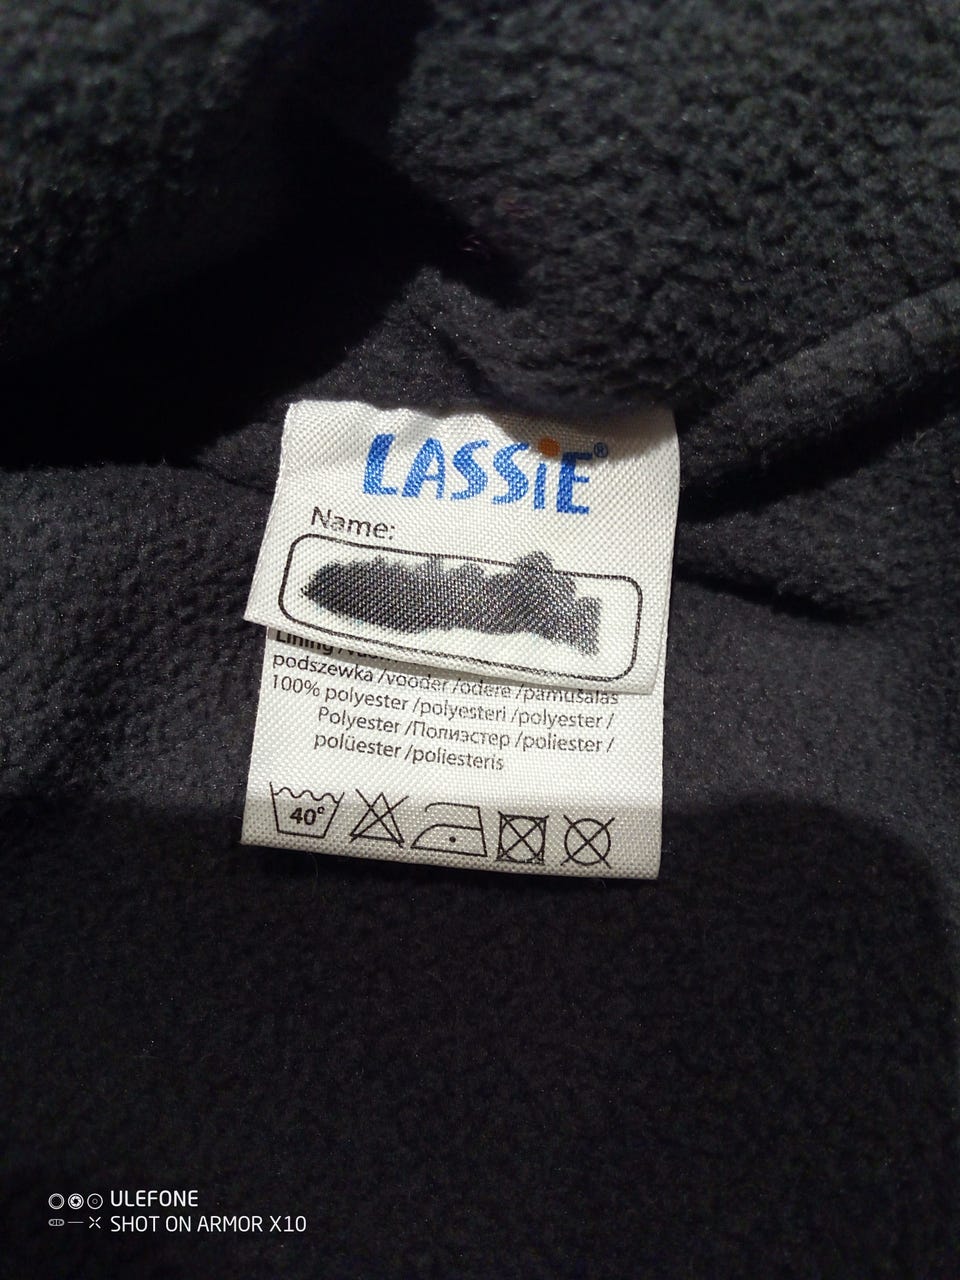 LASSiE®
Name:
Lining
podszewka /vooder /odere /pamušalas
100% polyester /polyesteri /polyester /
Polyester /Полиэстер /poliester /
polüester /poliesteris
40°
ULEFONE
SHOT ON ARMOR X10